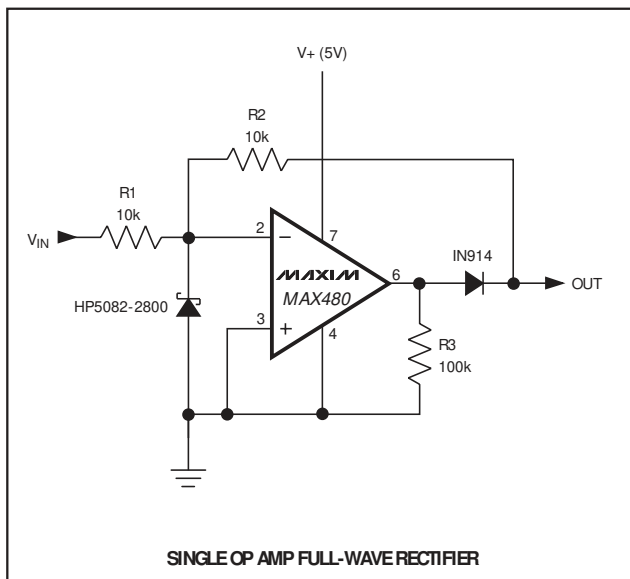 V+ (5V)
R2
10k
R1
10k
VIN
2
7
IN914
MAXIM
MAX480
6
OUT
HP5082-2800
3
4
R3
100k
SINGLE OP AMP FULL-WAVE RECTIFIER